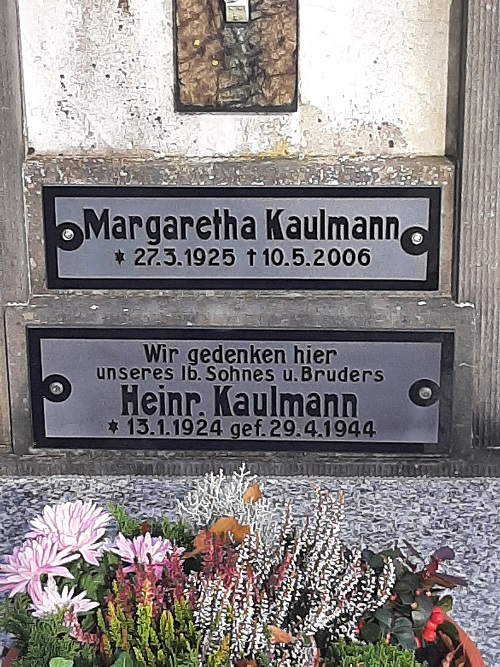 Margaretha Kaulmann
* 27.3.1925 † 10.5.2006
Wir gedenken hier
unseres lb. Sohnes u. Bruders
Heinr. Kaulmann
* 13.1.1924 gef. 29.4.1944